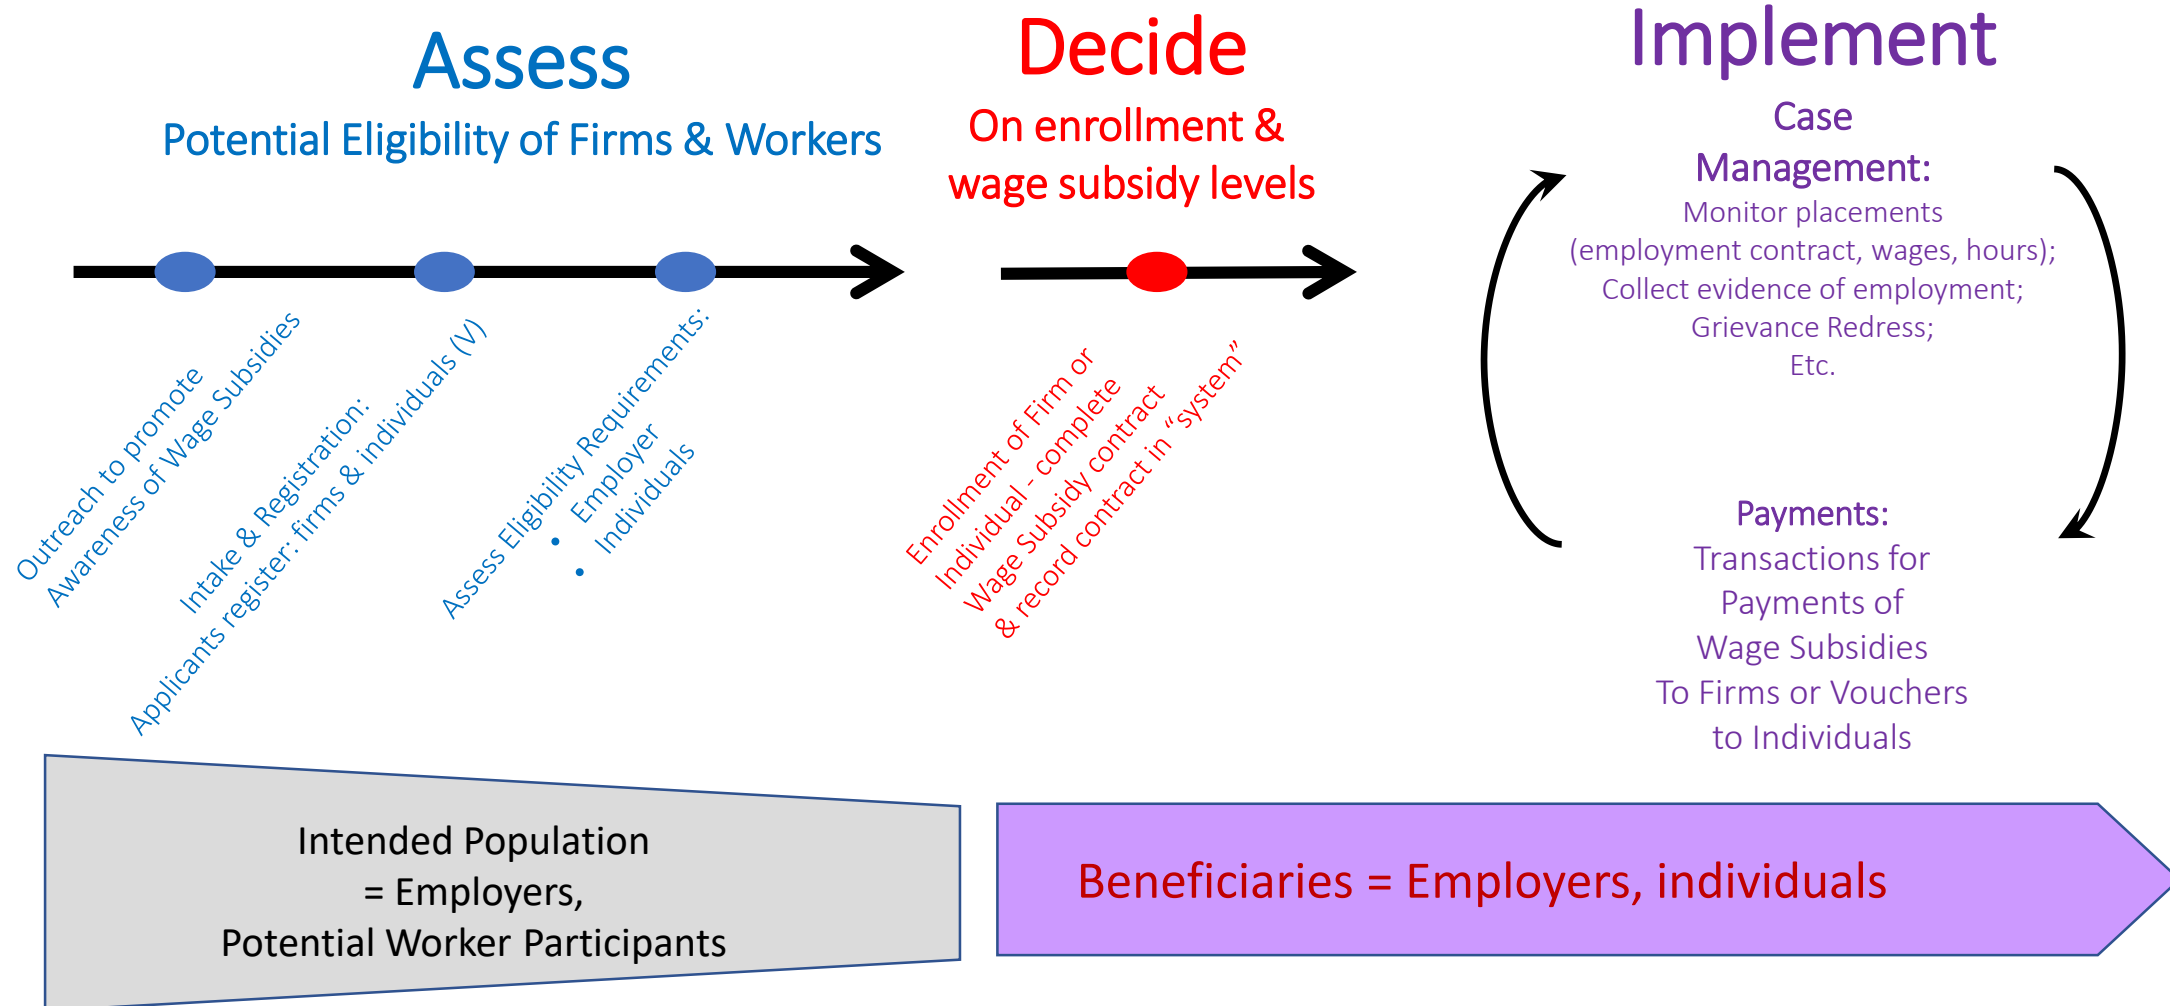 Assess
Potential Eligibility of Firms & Workers
Outreach to promote
Awareness of Wage Subsidies
Intake & Registration:
Applicants register: firms & individuals (V)
Assess Eligibility Requirements:
• Employer
• Individuals
Decide
On enrollment &
wage subsidy levels
Enrollment of Firm or
Individual - complete
Wage Subsidy contract
& record contract in “system”
Implement
Case
Management:
Monitor placements
(employment contract, wages, hours);
Collect evidence of employment;
Grievance Redress;
Etc.
Payments:
Transactions for
Payments of
Wage Subsidies
To Firms or Vouchers
to Individuals
Intended Population
= Employers,
Potential Worker Participants
Beneficiaries = Employers, individuals